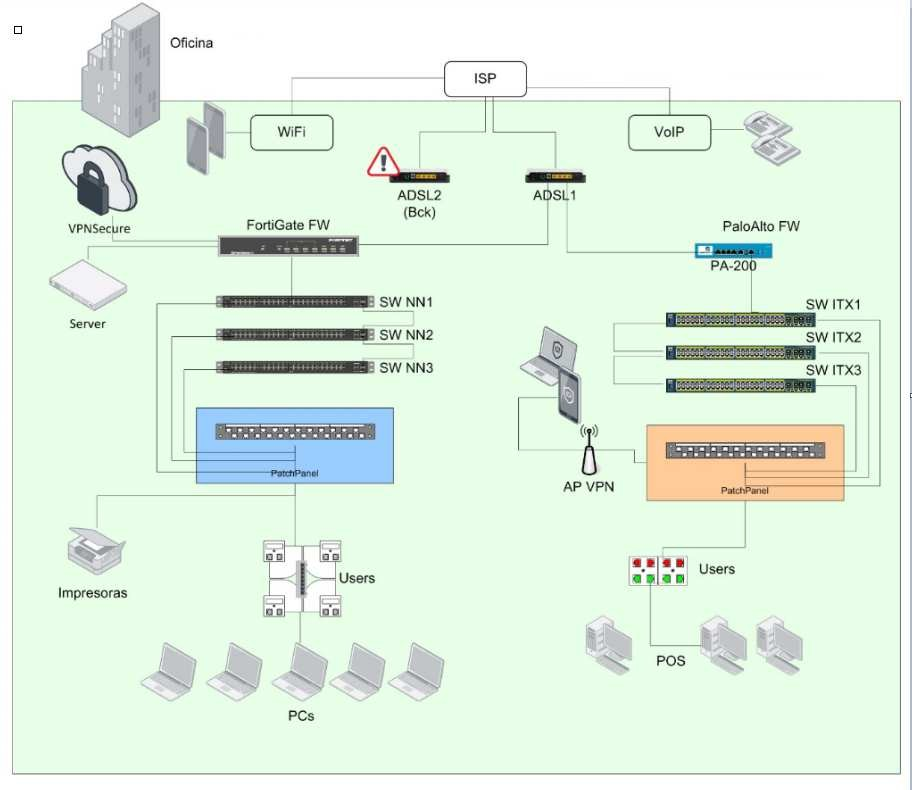 Oficina
ISP
WiFi
VoIP
ADSL2
(Bck)
ADSL1
VPNSecure
FortiGate FW
PaloAlto FW
PA-200
Server
SW NN1
SW NN2
SW NN3
SW ITX1
SW ITX2
SW ITX3
PatchPanel
AP VPN
PatchPanel
Impresoras
Users
Users
POS
PCs